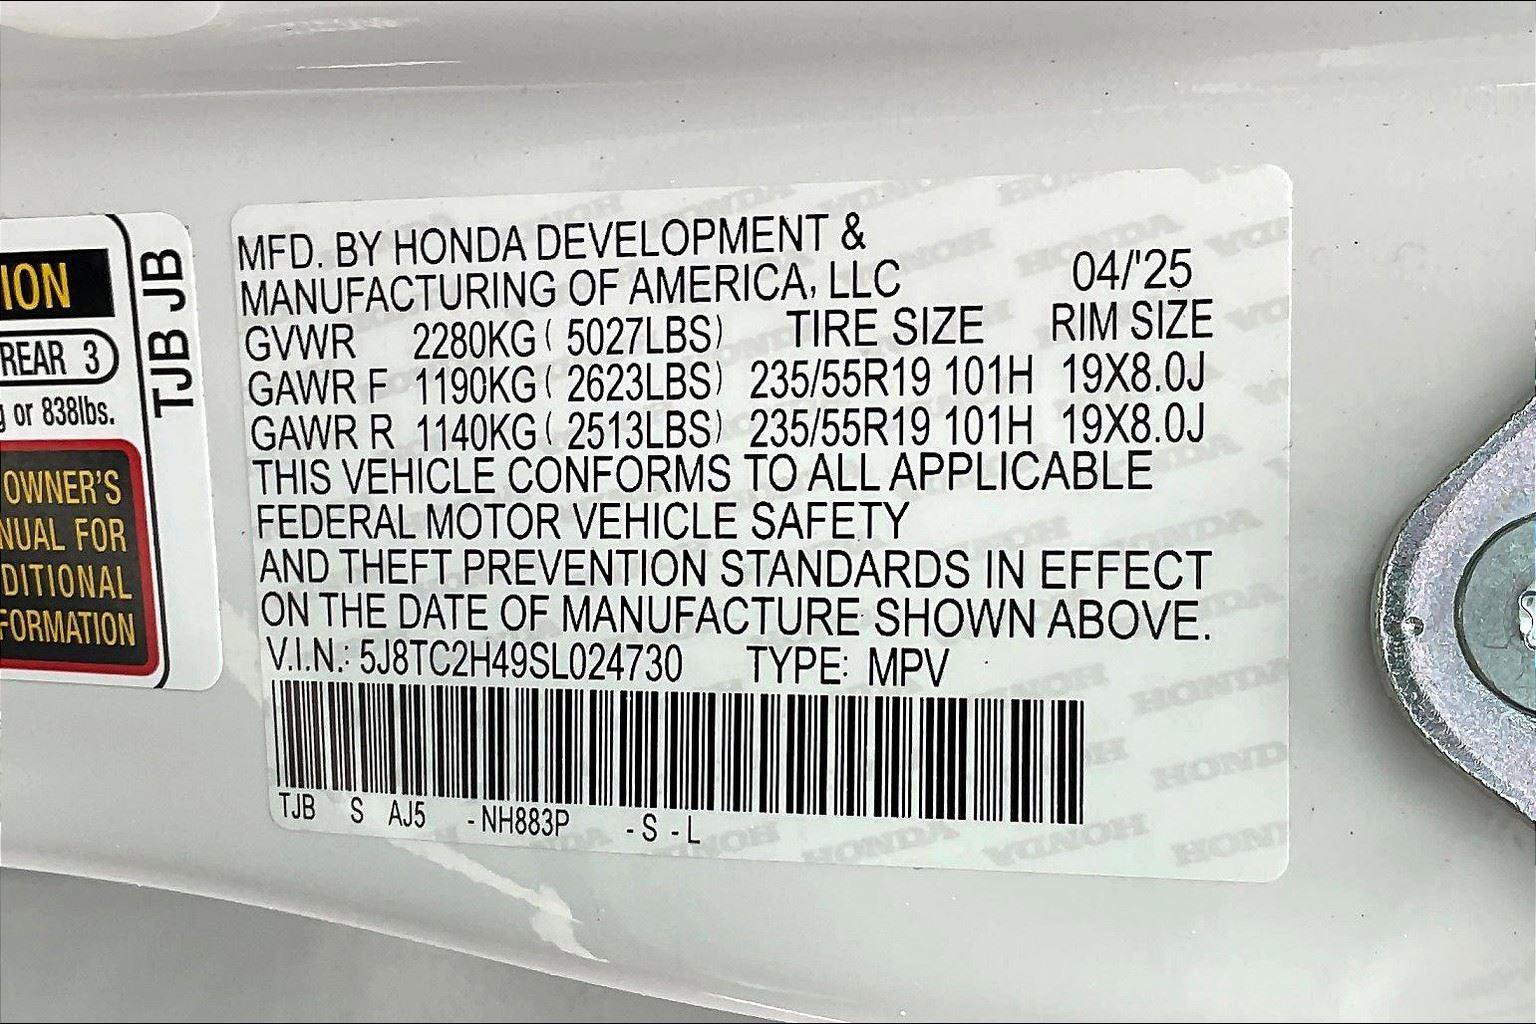 ION
REAR 3
g or 838lbs.
OWNER'S
NUAL FOR
DITIONAL
FORMATION
TJB JB
MFD. BY HONDA DEVELOPMENT &
MANUFACTURING OF AMERICA, LLC 04/'25
GVWR 2280KG ( 5027LBS) TIRE SIZE RIM SIZE
GAWR F 1190KG ( 2623LBS) 235/55R19 101H 19X8.0J
GAWR R 1140KG ( 2513LBS) 235/55R19 101H 19X8.0J
THIS VEHICLE CONFORMS TO ALL APPLICABLE
FEDERAL MOTOR VEHICLE SAFETY
AND THEFT PREVENTION STANDARDS IN EFFECT
ON THE DATE OF MANUFACTURE SHOWN ABOVE.
V.I.N.: 5J8TC2H49SL024730 TYPE: MPV
TJB S AJ5 -NH883P -S-L